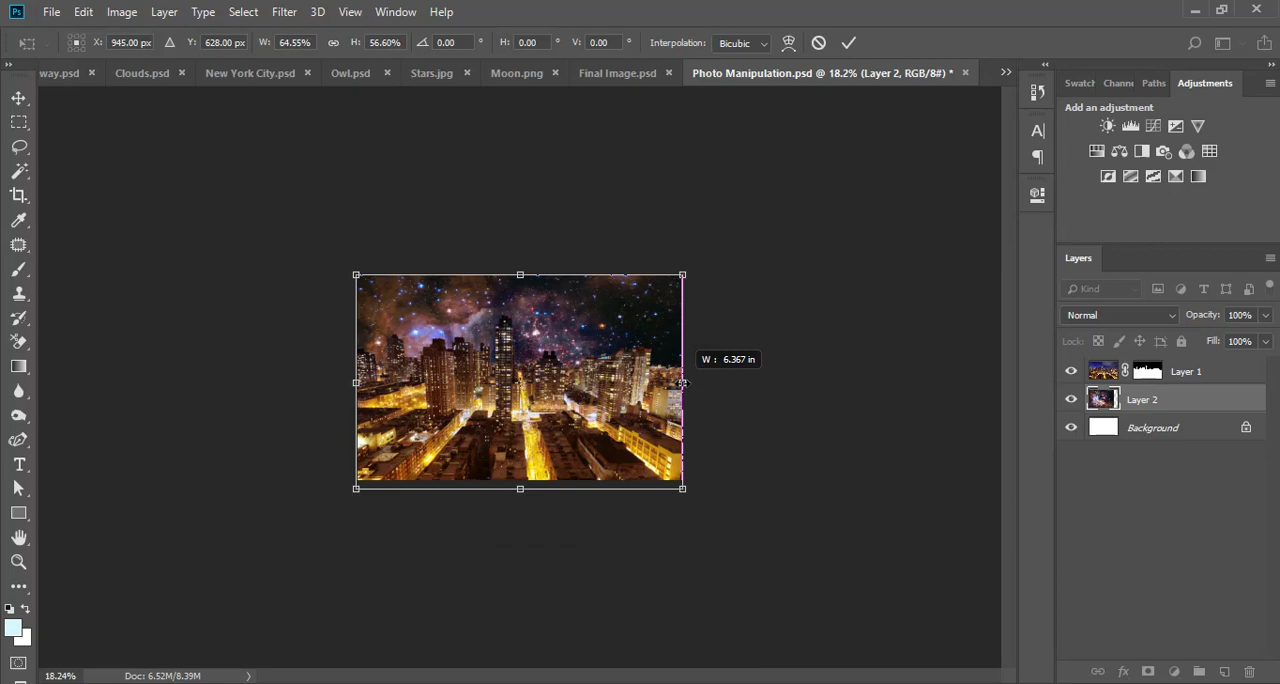 Ps File Edit Image Layer Type Select Filter 3D View Window Help
X: 945.00 px Y: 628.00 px W: 64.55% H: 56.60% 0.00 ° H: 0.00 ° V: 0.00 ° Interpolation: Bicubic
way.psd × Clouds.psd × New York City.psd × Owl.psd × Stars.jpg × Moon.png × Final Image.psd × Photo Manipulation.psd @ 18.2% (Layer 2, RGB/8#) * ×
Swatch Channe Paths Adjustments
Add an adjustment
Layers
Kind
Normal Opacity: 100%
Lock: Fill: 100%
W : 6.367 in
Layer 1
Layer 2
Background
18.24% Doc: 6.52M/8.39M